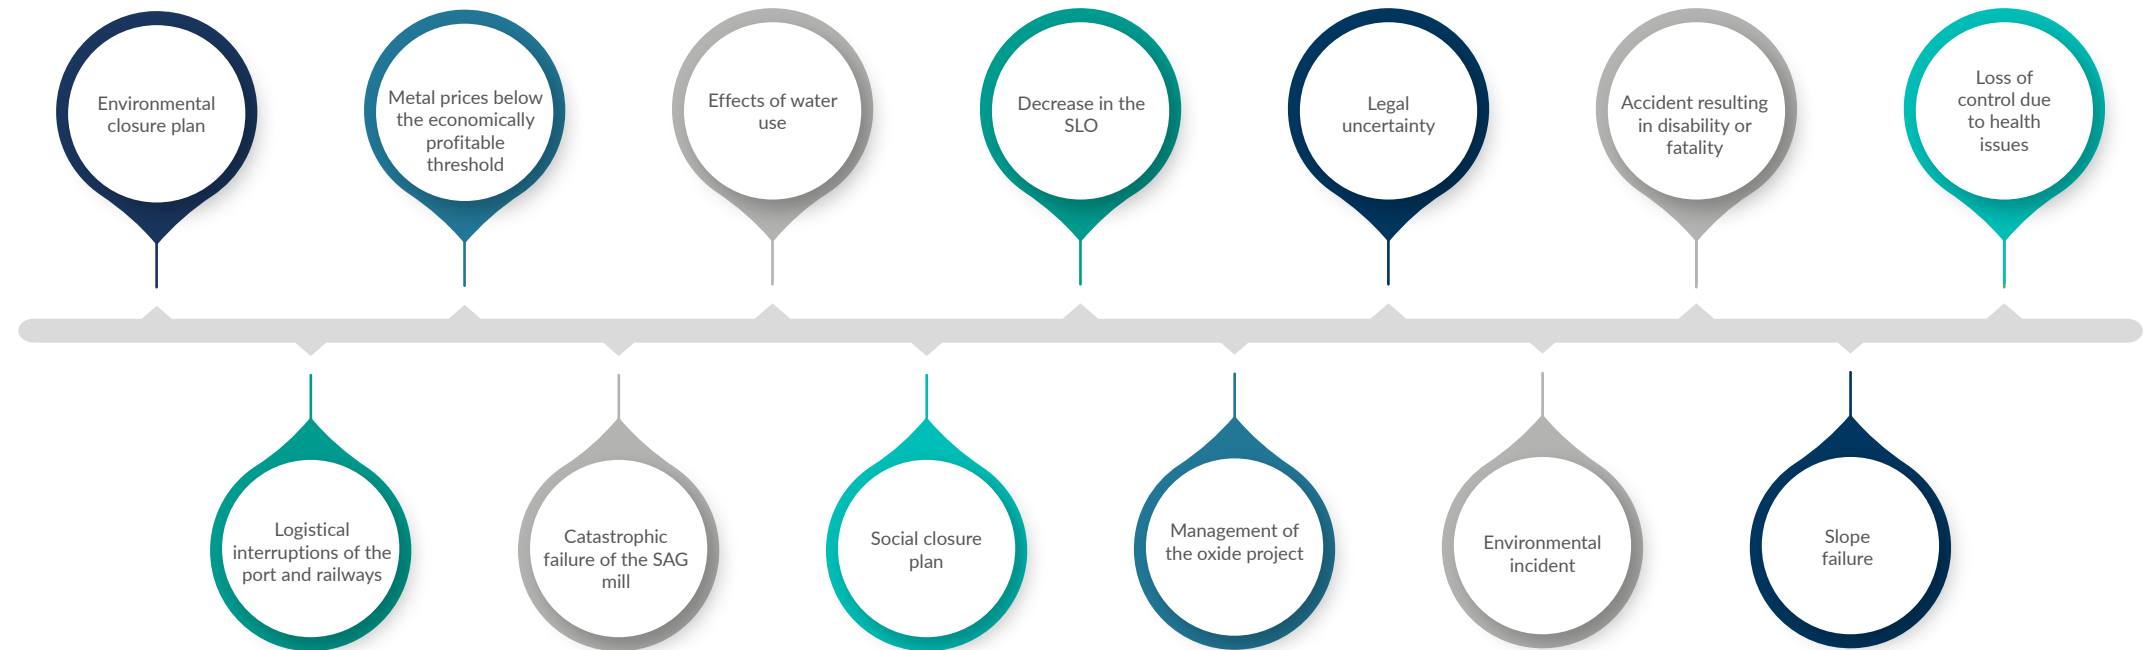 Environmental
closure plan
Metal prices below
the economically
profitable
threshold
Effects of water
use
Decrease in the
SLO
Legal
uncertainty
Accident resulting
in disability or
fatality
Loss of
control due
to health
issues
Logistical
interruptions of the
port and railways
Catastrophic
failure of the SAG
mill
Social closure
plan
Management of
the oxide project
Environmental
incident
Slope
failure